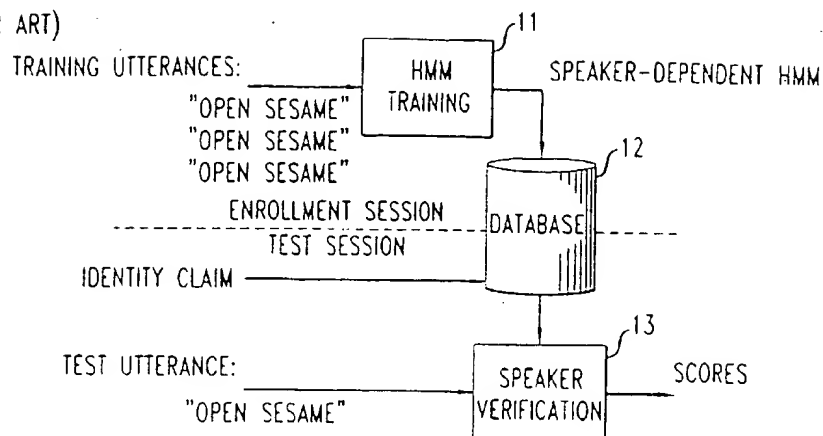 ART)
11
TRAINING UTTERANCES:
HMM
TRAINING
SPEAKER-DEPENDENT HMM
"OPEN SESAME"
"OPEN SESAME"
"OPEN SESAME"
12
DATABASE
ENROLLMENT SESSION
TEST SESSION
IDENTITY CLAIM
13
TEST UTTERANCE:
SPEAKER
VERIFICATION
SCORES
"OPEN SESAME"